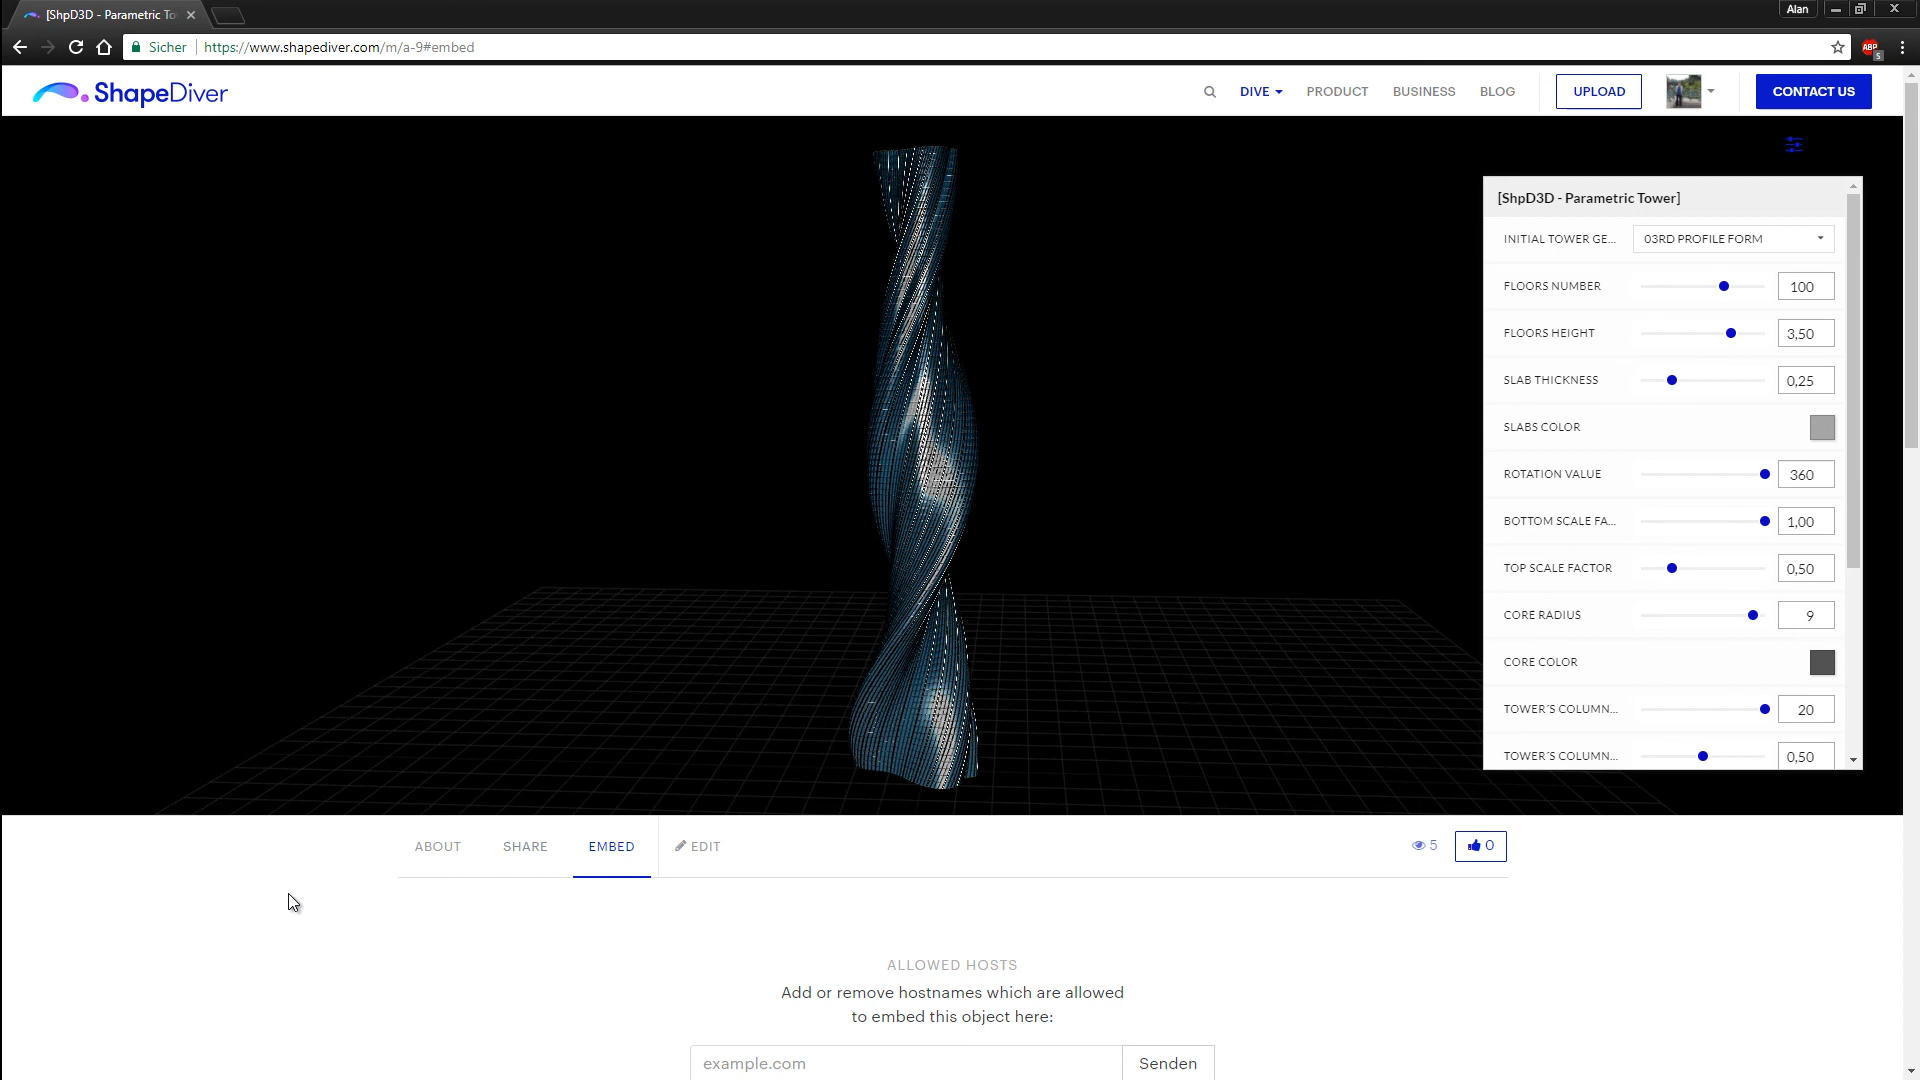 [ShpD3D - Parametric To
Alan
Sicher
https://www.shapediver.com/m/a-9#embed
ABP
S
ShapeDiver
DIVE
PRODUCT
BUSINESS
BLOG
UPLOAD
CONTACT US
[ShpD3D - Parametric Tower]
INITIAL TOWER GE... 03RD PROFILE FORM
FLOORS NUMBER 100
FLOORS HEIGHT 3,50
SLAB THICKNESS 0,25
SLABS COLOR
ROTATION VALUE 360
BOTTOM SCALE FA... 1,00
TOP SCALE FACTOR 0,50
CORE RADIUS 9
CORE COLOR
TOWER´S COLUMN... 20
TOWER´S COLUMN... 0,50
ABOUT
SHARE
EMBED
EDIT
5
0
ALLOWED HOSTS
Add or remove hostnames which are allowed
to embed this object here:
example.com
Senden